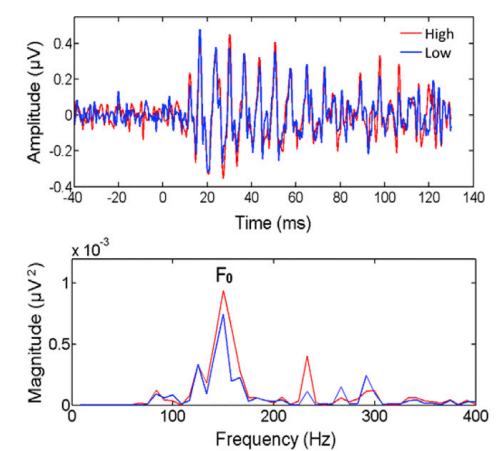 High
Low
Amplitude (μV)
0.4
0.2
0
-0.2
-0.4
-40 -20 0 20 40 60 80 100 120 140
Time (ms)
x 10⁻³
F₀
Magnitude (μV²)
1
0.5
0
0 100 200 300 400
Frequency (Hz)